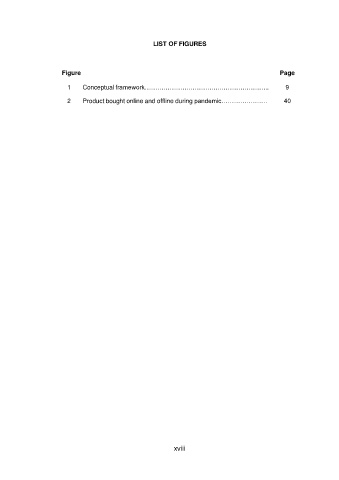 LIST OF FIGURES
Figure Page
1 Conceptual framework................................................................. 9
2 Product bought online and offline during pandemic........................ 40
xviii